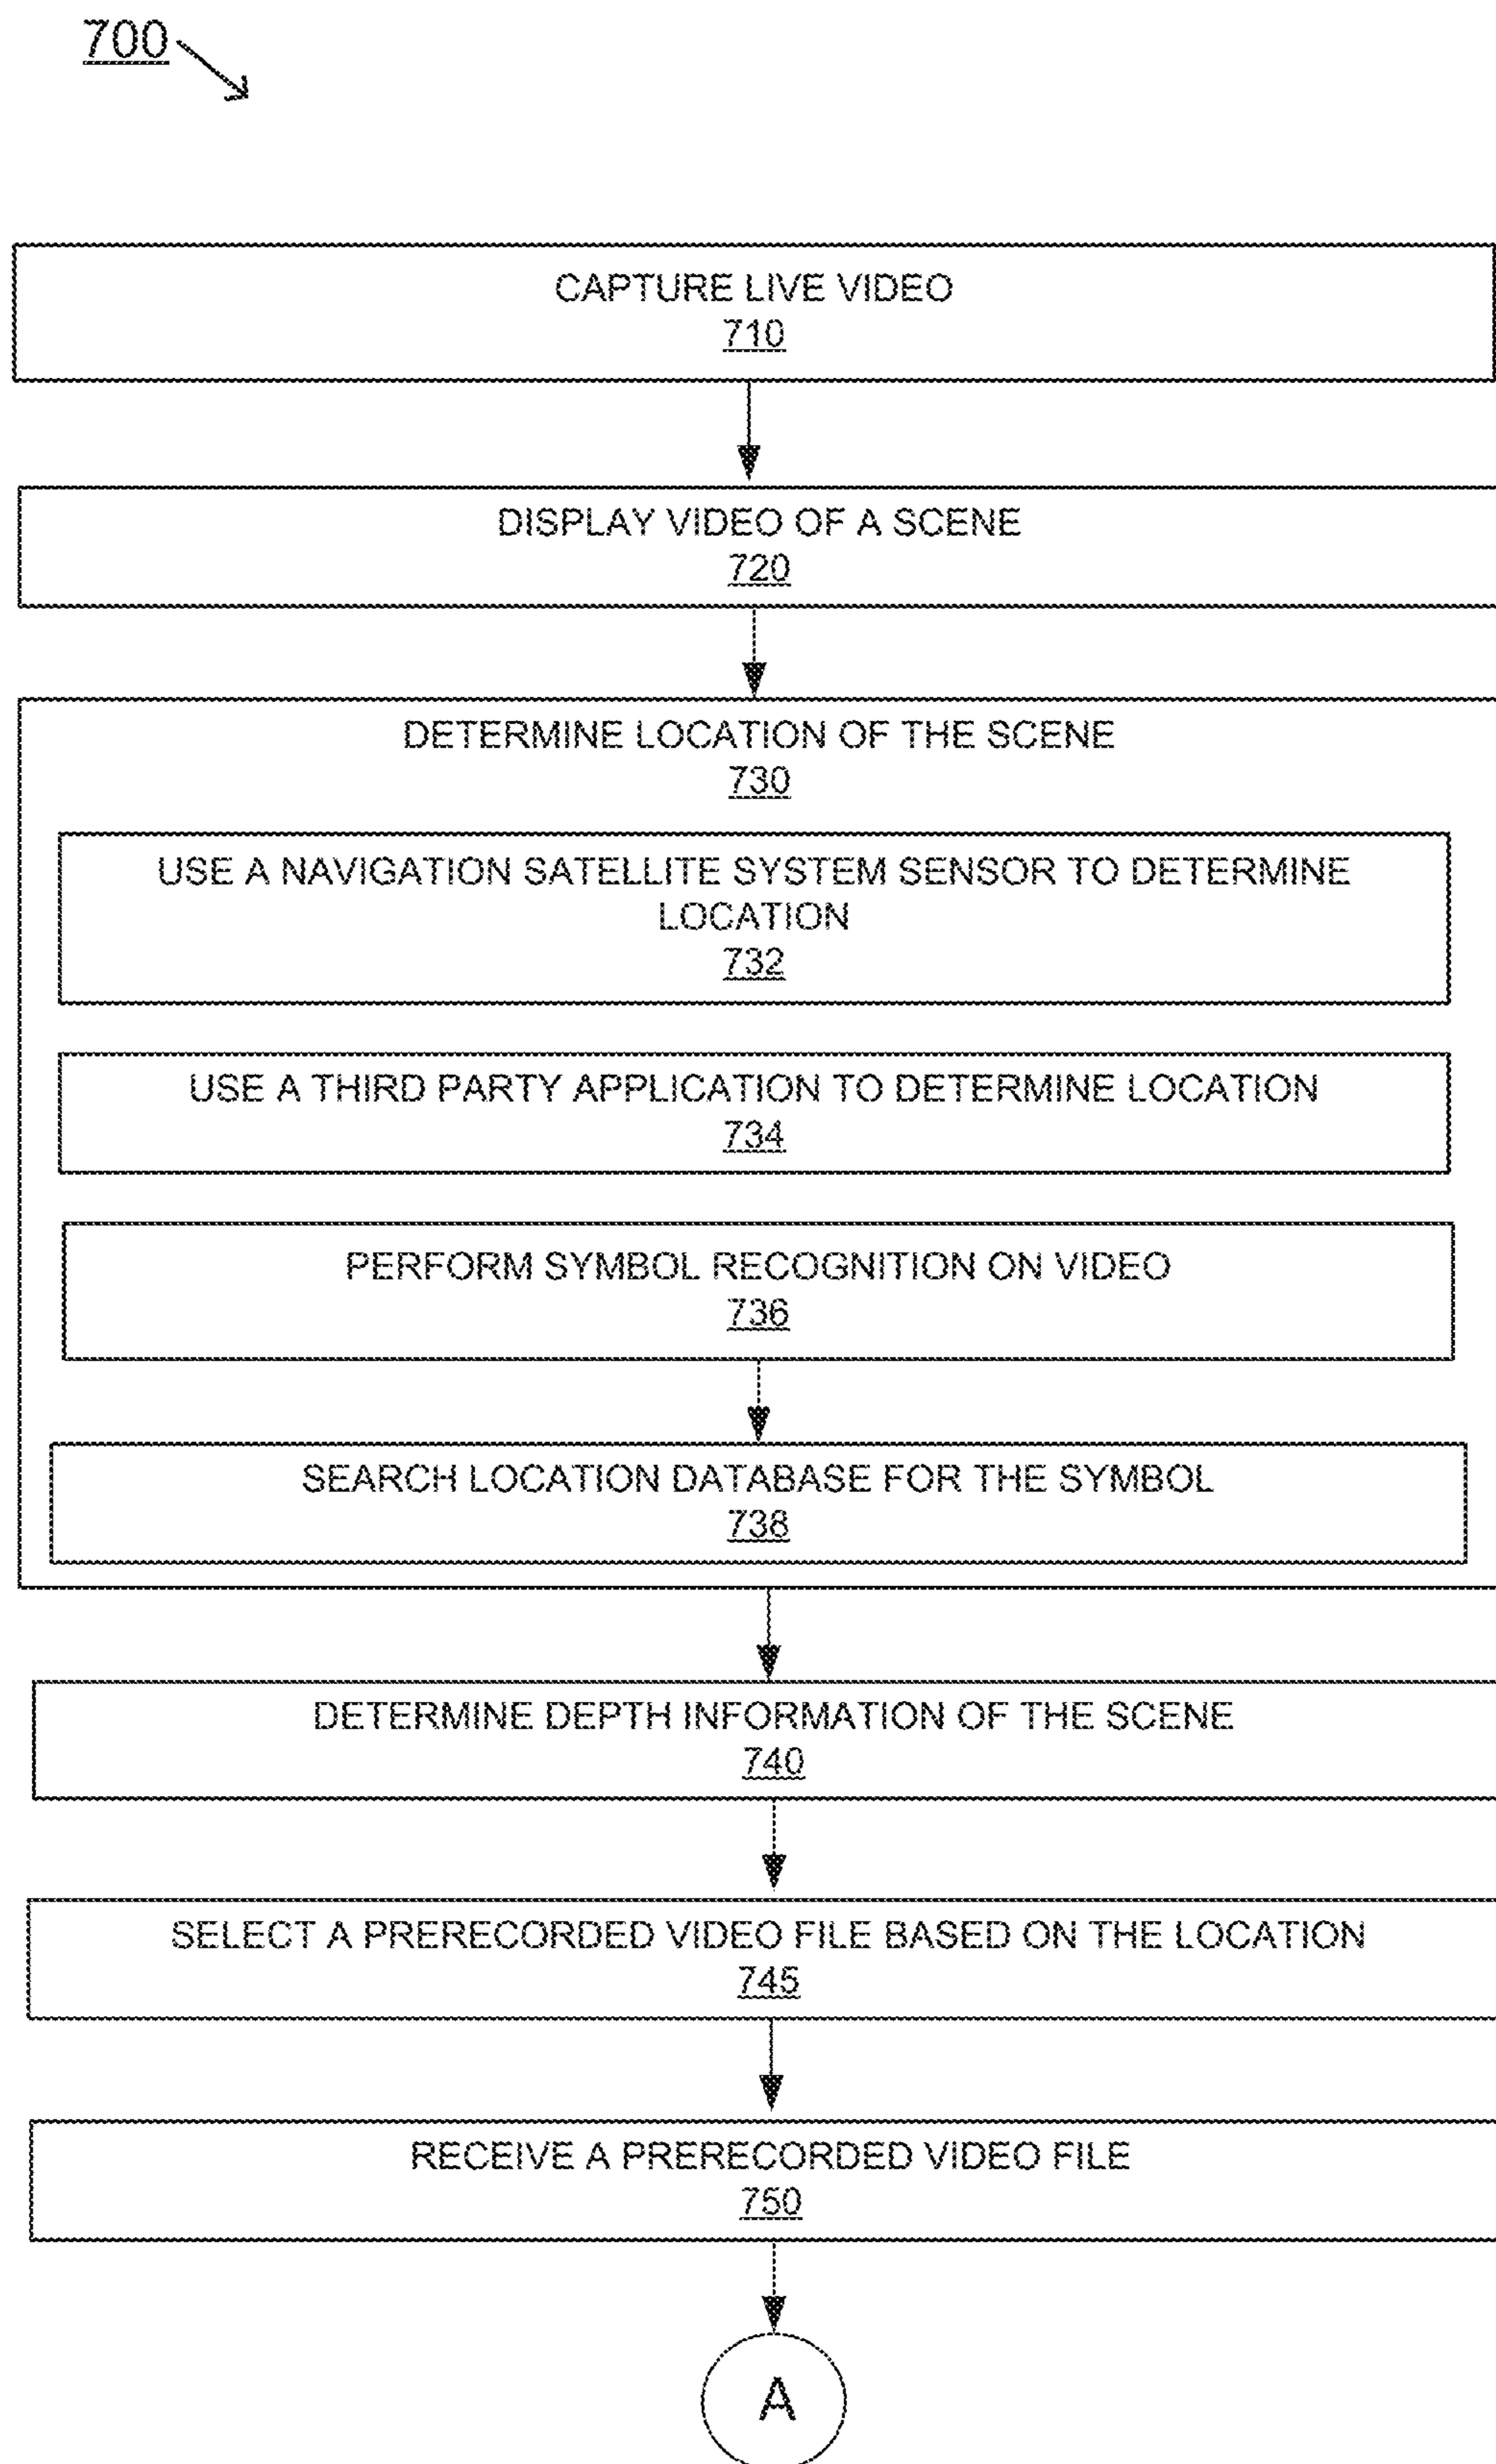 700
CAPTURE LIVE VIDEO
710
DISPLAY VIDEO OF A SCENE
720
DETERMINE LOCATION OF THE SCENE
730
USE A NAVIGATION SATELLITE SYSTEM SENSOR TO DETERMINE
LOCATION
732
USE A THIRD PARTY APPLICATION TO DETERMINE LOCATION
734
PERFORM SYMBOL RECOGNITION ON VIDEO
736
SEARCH LOCATION DATABASE FOR THE SYMBOL
738
DETERMINE DEPTH INFORMATION OF THE SCENE
740
SELECT A PRERECORDED VIDEO FILE BASED ON THE LOCATION
745
RECEIVE A PRERECORDED VIDEO FILE
750
A